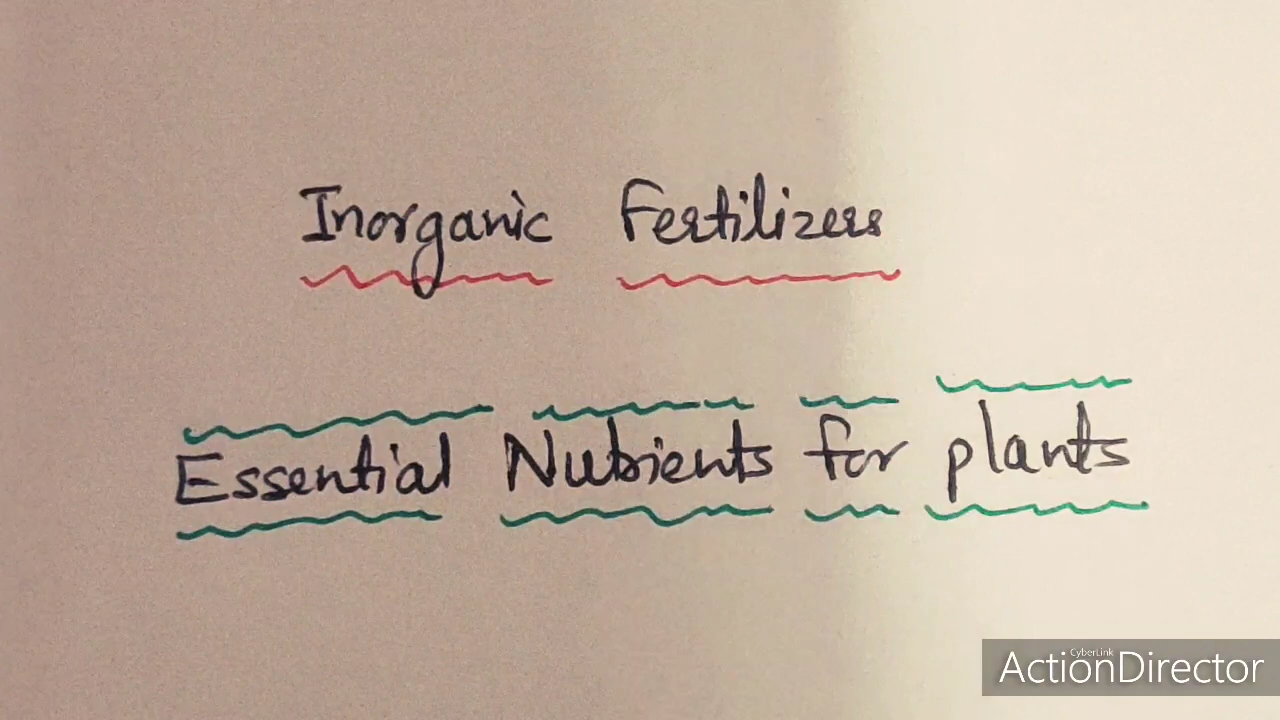 Inorganic Fertilizers
Essential Nutrients for plants
CyberLink
ActionDirector